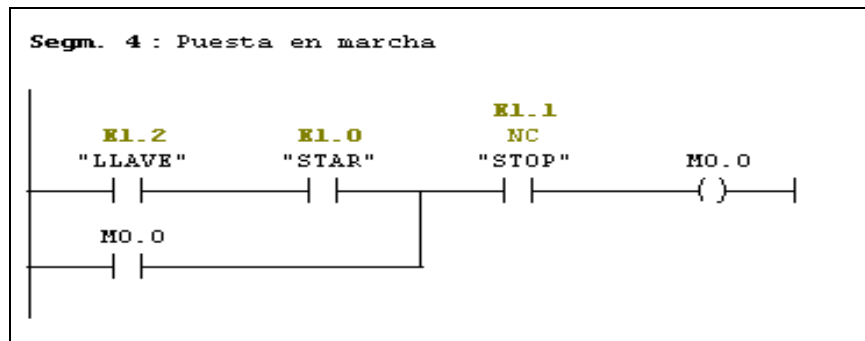 Segm. 4 : Puesta en marcha
E1.1
E1.2 E1.0 NC
"LLAVE" "STAR" "STOP" M0.0
M0.0